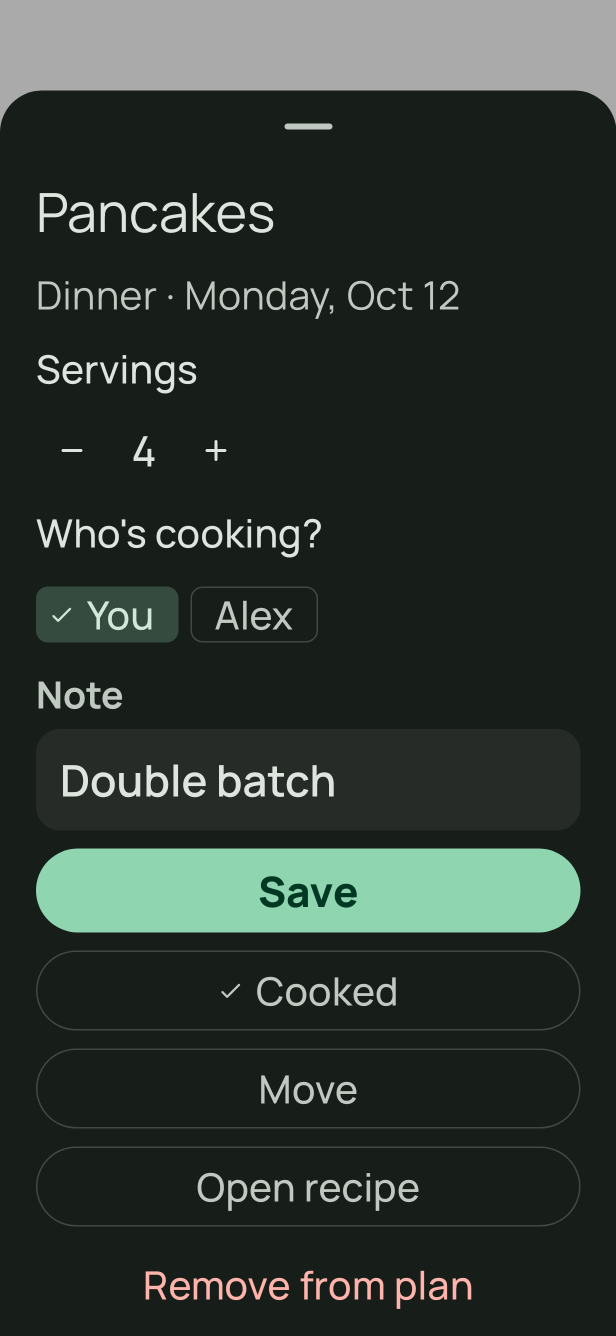 Pancakes
Dinner · Monday, Oct 12
Servings
− 4 +
Who's cooking?
✓ You Alex
Note
Double batch
Save
✓ Cooked
Move
Open recipe
Remove from plan